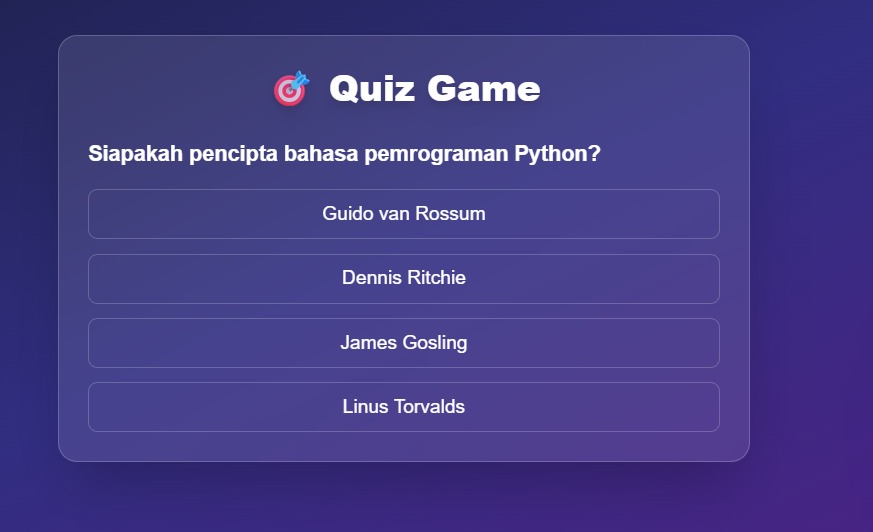 🎯 Quiz Game
Siapakah pencipta bahasa pemrograman Python?
Guido van Rossum
Dennis Ritchie
James Gosling
Linus Torvalds